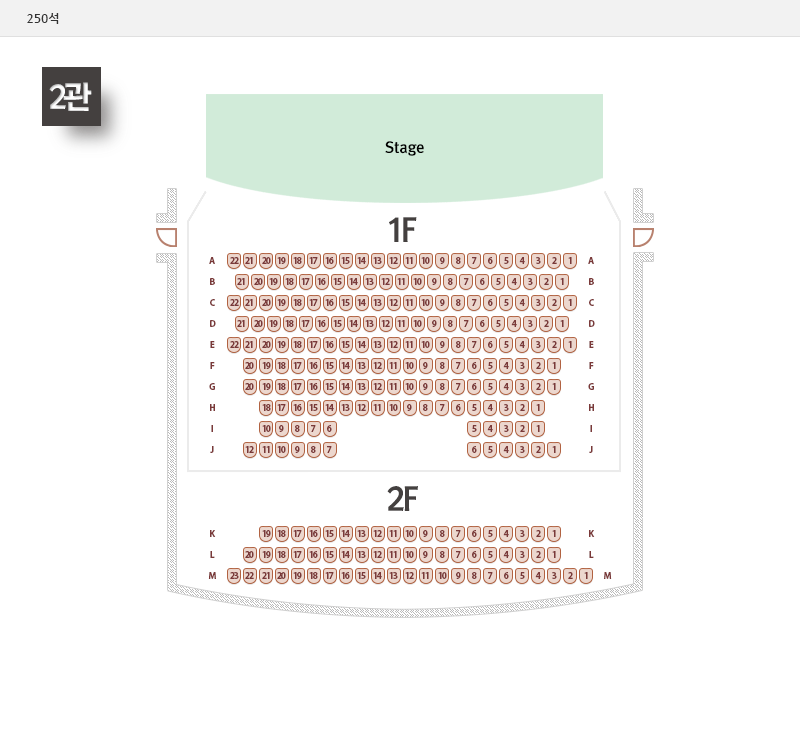 250석
2관
Stage
1F
A 22 21 20 19 18 17 16 15 14 13 12 11 10 9 8 7 6 5 4 3 2 1 A
B 21 20 19 18 17 16 15 14 13 12 11 10 9 8 7 6 5 4 3 2 1 B
C 22 21 20 19 18 17 16 15 14 13 12 11 10 9 8 7 6 5 4 3 2 1 C
D 21 20 19 18 17 16 15 14 13 12 11 10 9 8 7 6 5 4 3 2 1 D
E 22 21 20 19 18 17 16 15 14 13 12 11 10 9 8 7 6 5 4 3 2 1 E
F 20 19 18 17 16 15 14 13 12 11 10 9 8 7 6 5 4 3 2 1 F
G 20 19 18 17 16 15 14 13 12 11 10 9 8 7 6 5 4 3 2 1 G
H 18 17 16 15 14 13 12 11 10 9 8 7 6 5 4 3 2 1 H
I 10 9 8 7 6 5 4 3 2 1 I
J 12 11 10 9 8 7 6 5 4 3 2 1 J
2F
K 19 18 17 16 15 14 13 12 11 10 9 8 7 6 5 4 3 2 1 K
L 20 19 18 17 16 15 14 13 12 11 10 9 8 7 6 5 4 3 2 1 L
M 23 22 21 20 19 18 17 16 15 14 13 12 11 10 9 8 7 6 5 4 3 2 1 M